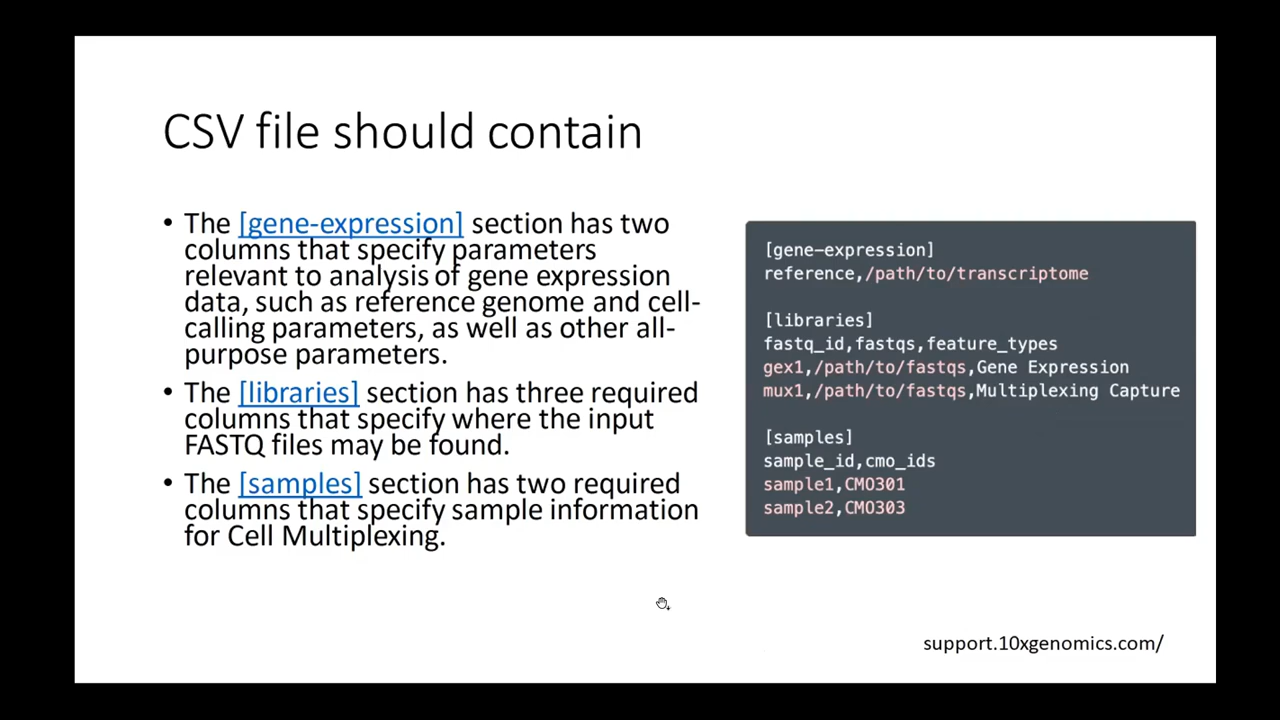 CSV file should contain
• The [gene-expression] section has two
columns that specify parameters
relevant to analysis of gene expression
data, such as reference genome and cell-
calling parameters, as well as other all-
purpose parameters.
• The [libraries] section has three required
columns that specify where the input
FASTQ files may be found.
• The [samples] section has two required
columns that specify sample information
for Cell Multiplexing.
[gene-expression]
reference,/path/to/transcriptome
[libraries]
fastq_id,fastqs,feature_types
gex1,/path/to/fastqs,Gene Expression
mux1,/path/to/fastqs,Multiplexing Capture
[samples]
sample_id,cmo_ids
sample1,CMO301
sample2,CMO303
support.10xgenomics.com/